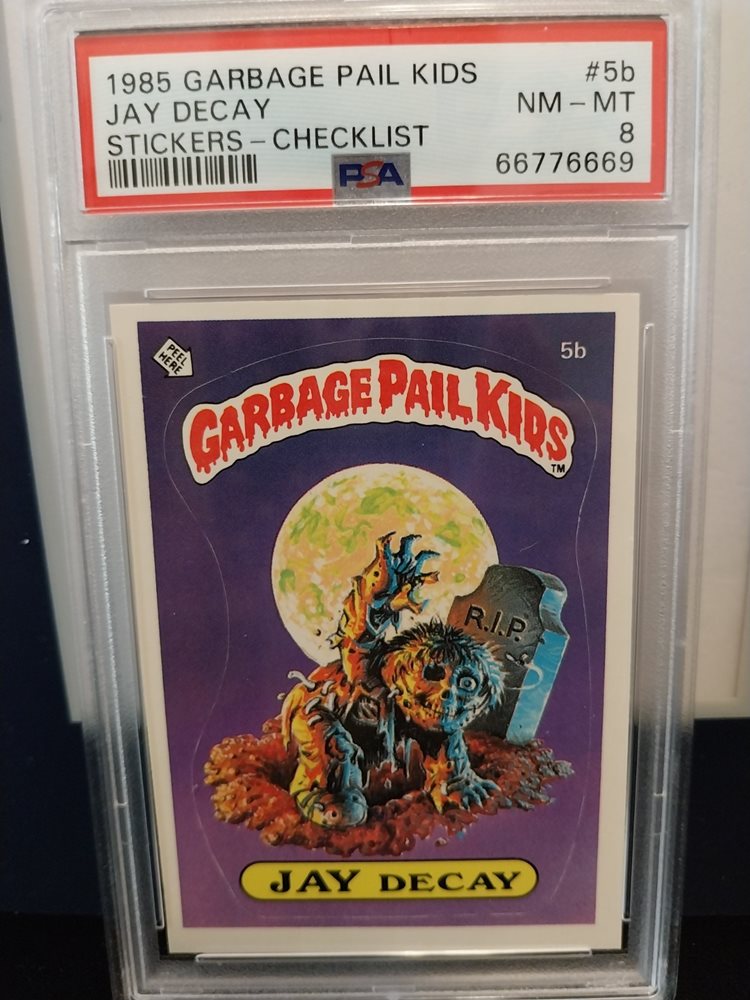 1985 GARBAGE PAIL KIDS #5b
JAY DECAY NM - MT
STICKERS - CHECKLIST 8
PSA 66776669
PEEL
HERE
5b
GARBAGE PAIL KIDS
TM
R.I.P.
JAY DECAY